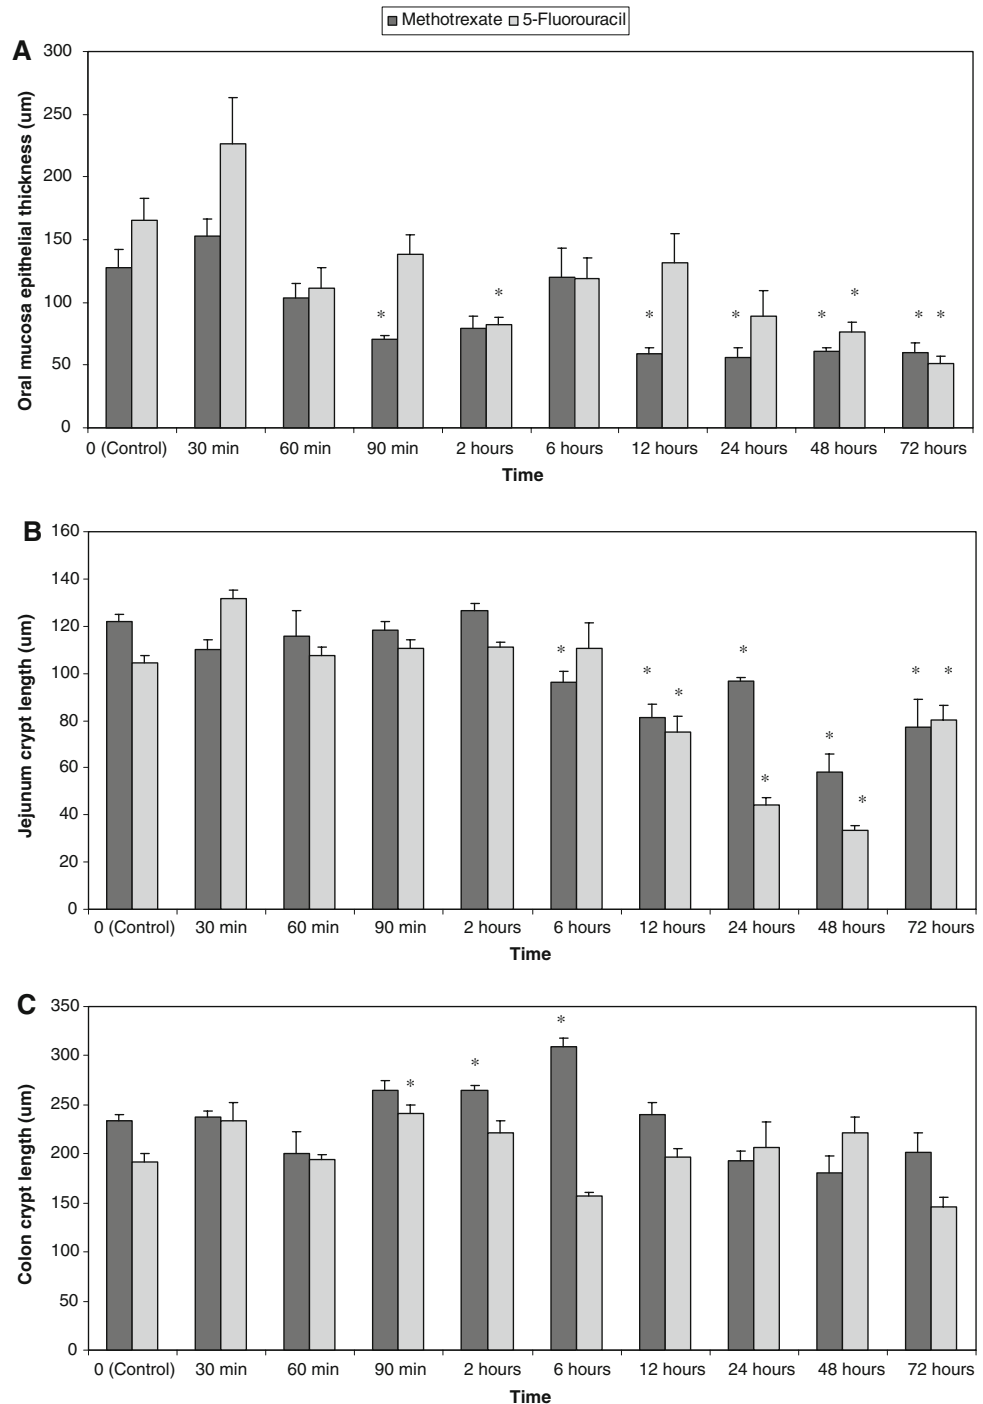 Methotrexate 5-Fluorouracil
A
Oral mucosa epithelial thickness (um)
300
250
200
150
100
50
0
* * * * * * * * *
0 (Control) 30 min 60 min 90 min 2 hours 6 hours 12 hours 24 hours 48 hours 72 hours
Time
B
Jejunum crypt length (um)
160
140
120
100
80
60
40
20
0
* * * * * * * * *
0 (Control) 30 min 60 min 90 min 2 hours 6 hours 12 hours 24 hours 48 hours 72 hours
Time
C
Colon crypt length (um)
350
300
250
200
150
100
50
0
* * *
0 (Control) 30 min 60 min 90 min 2 hours 6 hours 12 hours 24 hours 48 hours 72 hours
Time